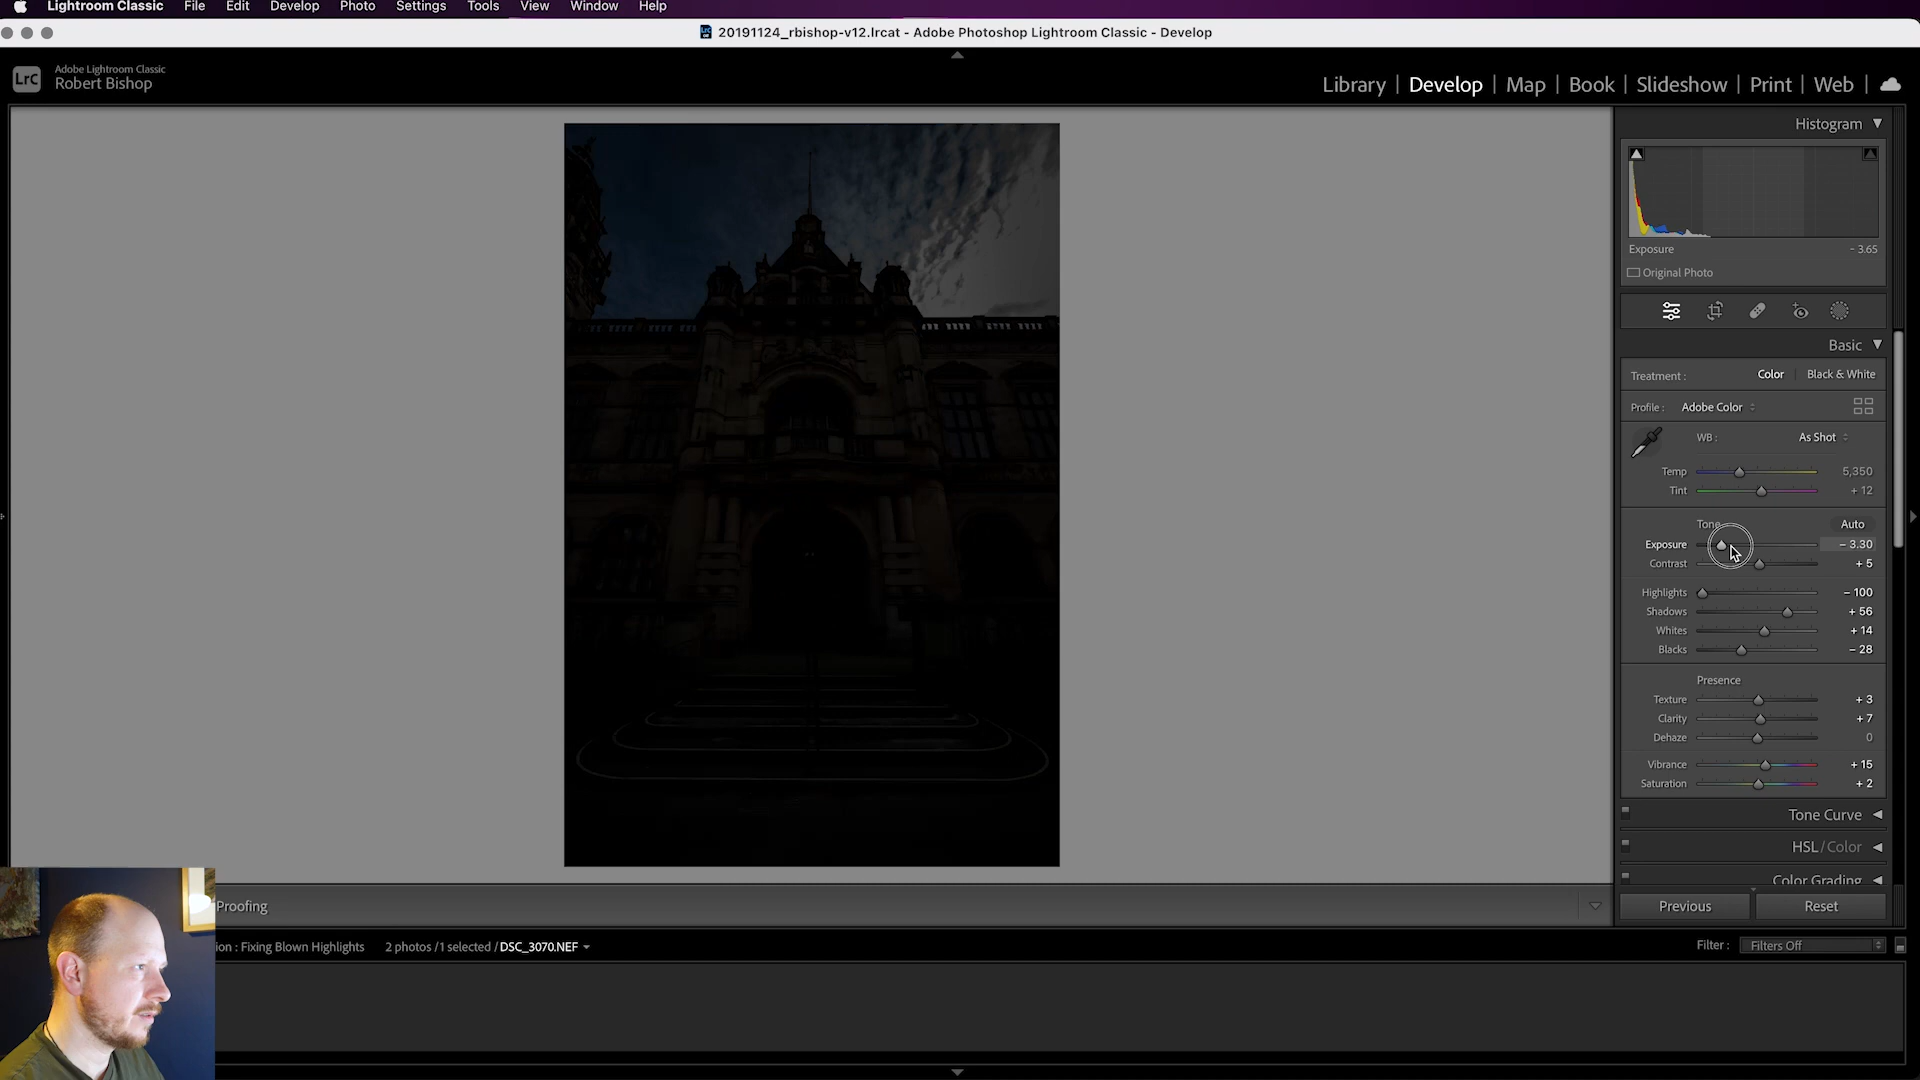 Lightroom Classic File Edit Develop Photo Settings Tools View Window Help
20191124_rbishop-v12.lrcat - Adobe Photoshop Lightroom Classic - Develop
LrC
Adobe Lightroom Classic
Robert Bishop
Library | Develop | Map | Book | Slideshow | Print | Web |
Histogram
Exposure - 3.65
Original Photo
Basic
Treatment : Color Black & White
Profile : Adobe Color
WB : As Shot
Temp 5,350
Tint + 12
Tone Auto
Exposure - 3.30
Contrast + 5
Highlights - 100
Shadows + 56
Whites + 14
Blacks - 28
Presence
Texture + 3
Clarity + 7
Dehaze 0
Vibrance + 15
Saturation + 2
Tone Curve
HSL / Color
Color Grading
Proofing
Previous Reset
ion : Fixing Blown Highlights 2 photos /1 selected / DSC_3070.NEF
Filter : Filters Off